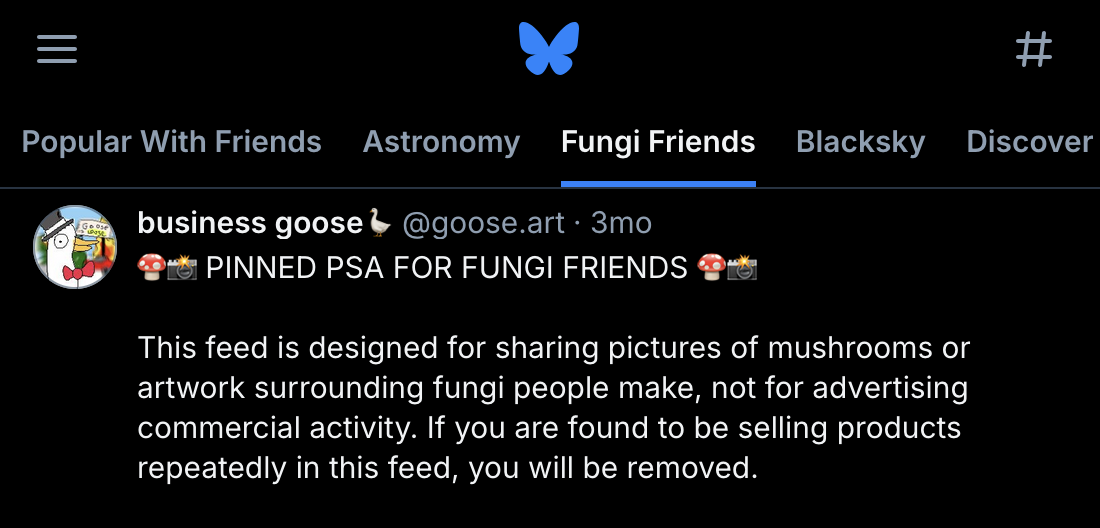 Popular With Friends Astronomy Fungi Friends Blacksky Discover
business goose🪿 @goose.art · 3mo
🍄📸 PINNED PSA FOR FUNGI FRIENDS 🍄📸
This feed is designed for sharing pictures of mushrooms or
artwork surrounding fungi people make, not for advertising
commercial activity. If you are found to be selling products
repeatedly in this feed, you will be removed.